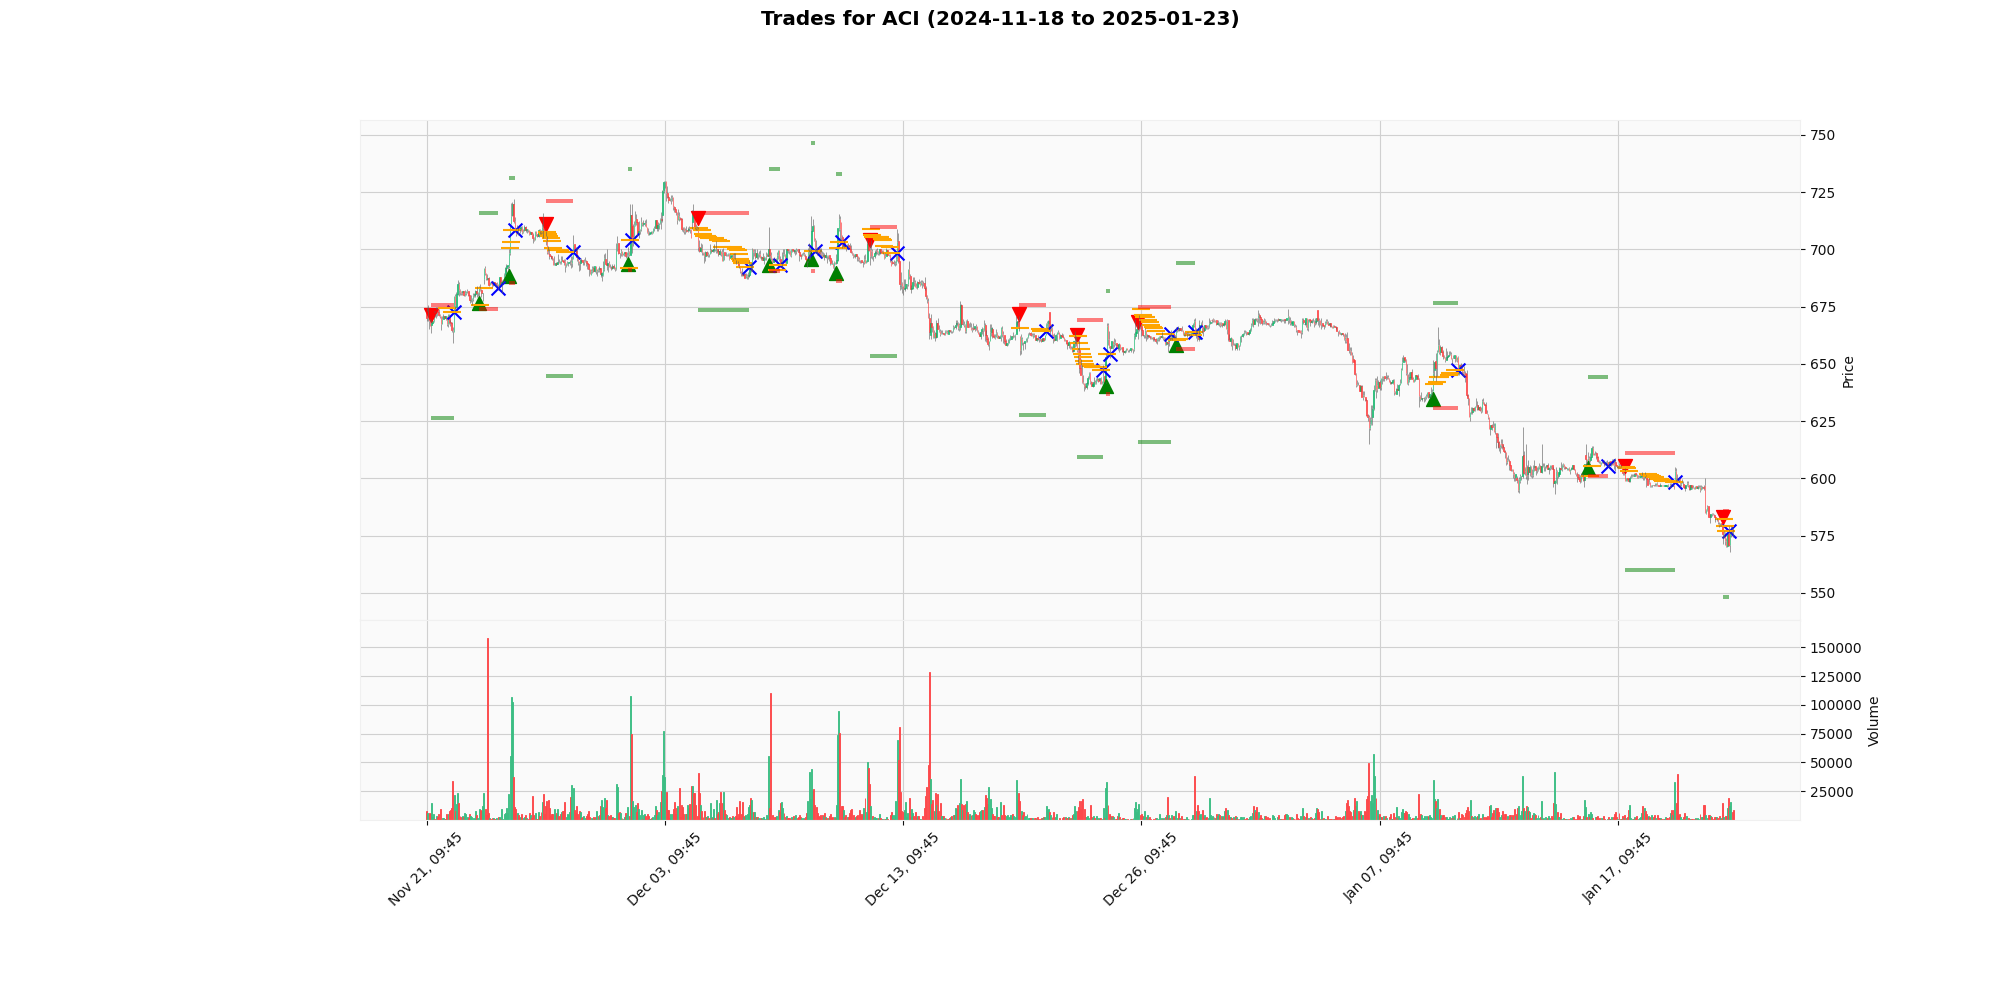 Trades for ACI (2024-11-18 to 2025-01-23)
750
725
700
675
650
625
600
575
550
Price
150000
125000
100000
75000
50000
25000
Volume
Nov 21, 09:45
Dec 03, 09:45
Dec 13, 09:45
Dec 26, 09:45
Jan 07, 09:45
Jan 17, 09:45